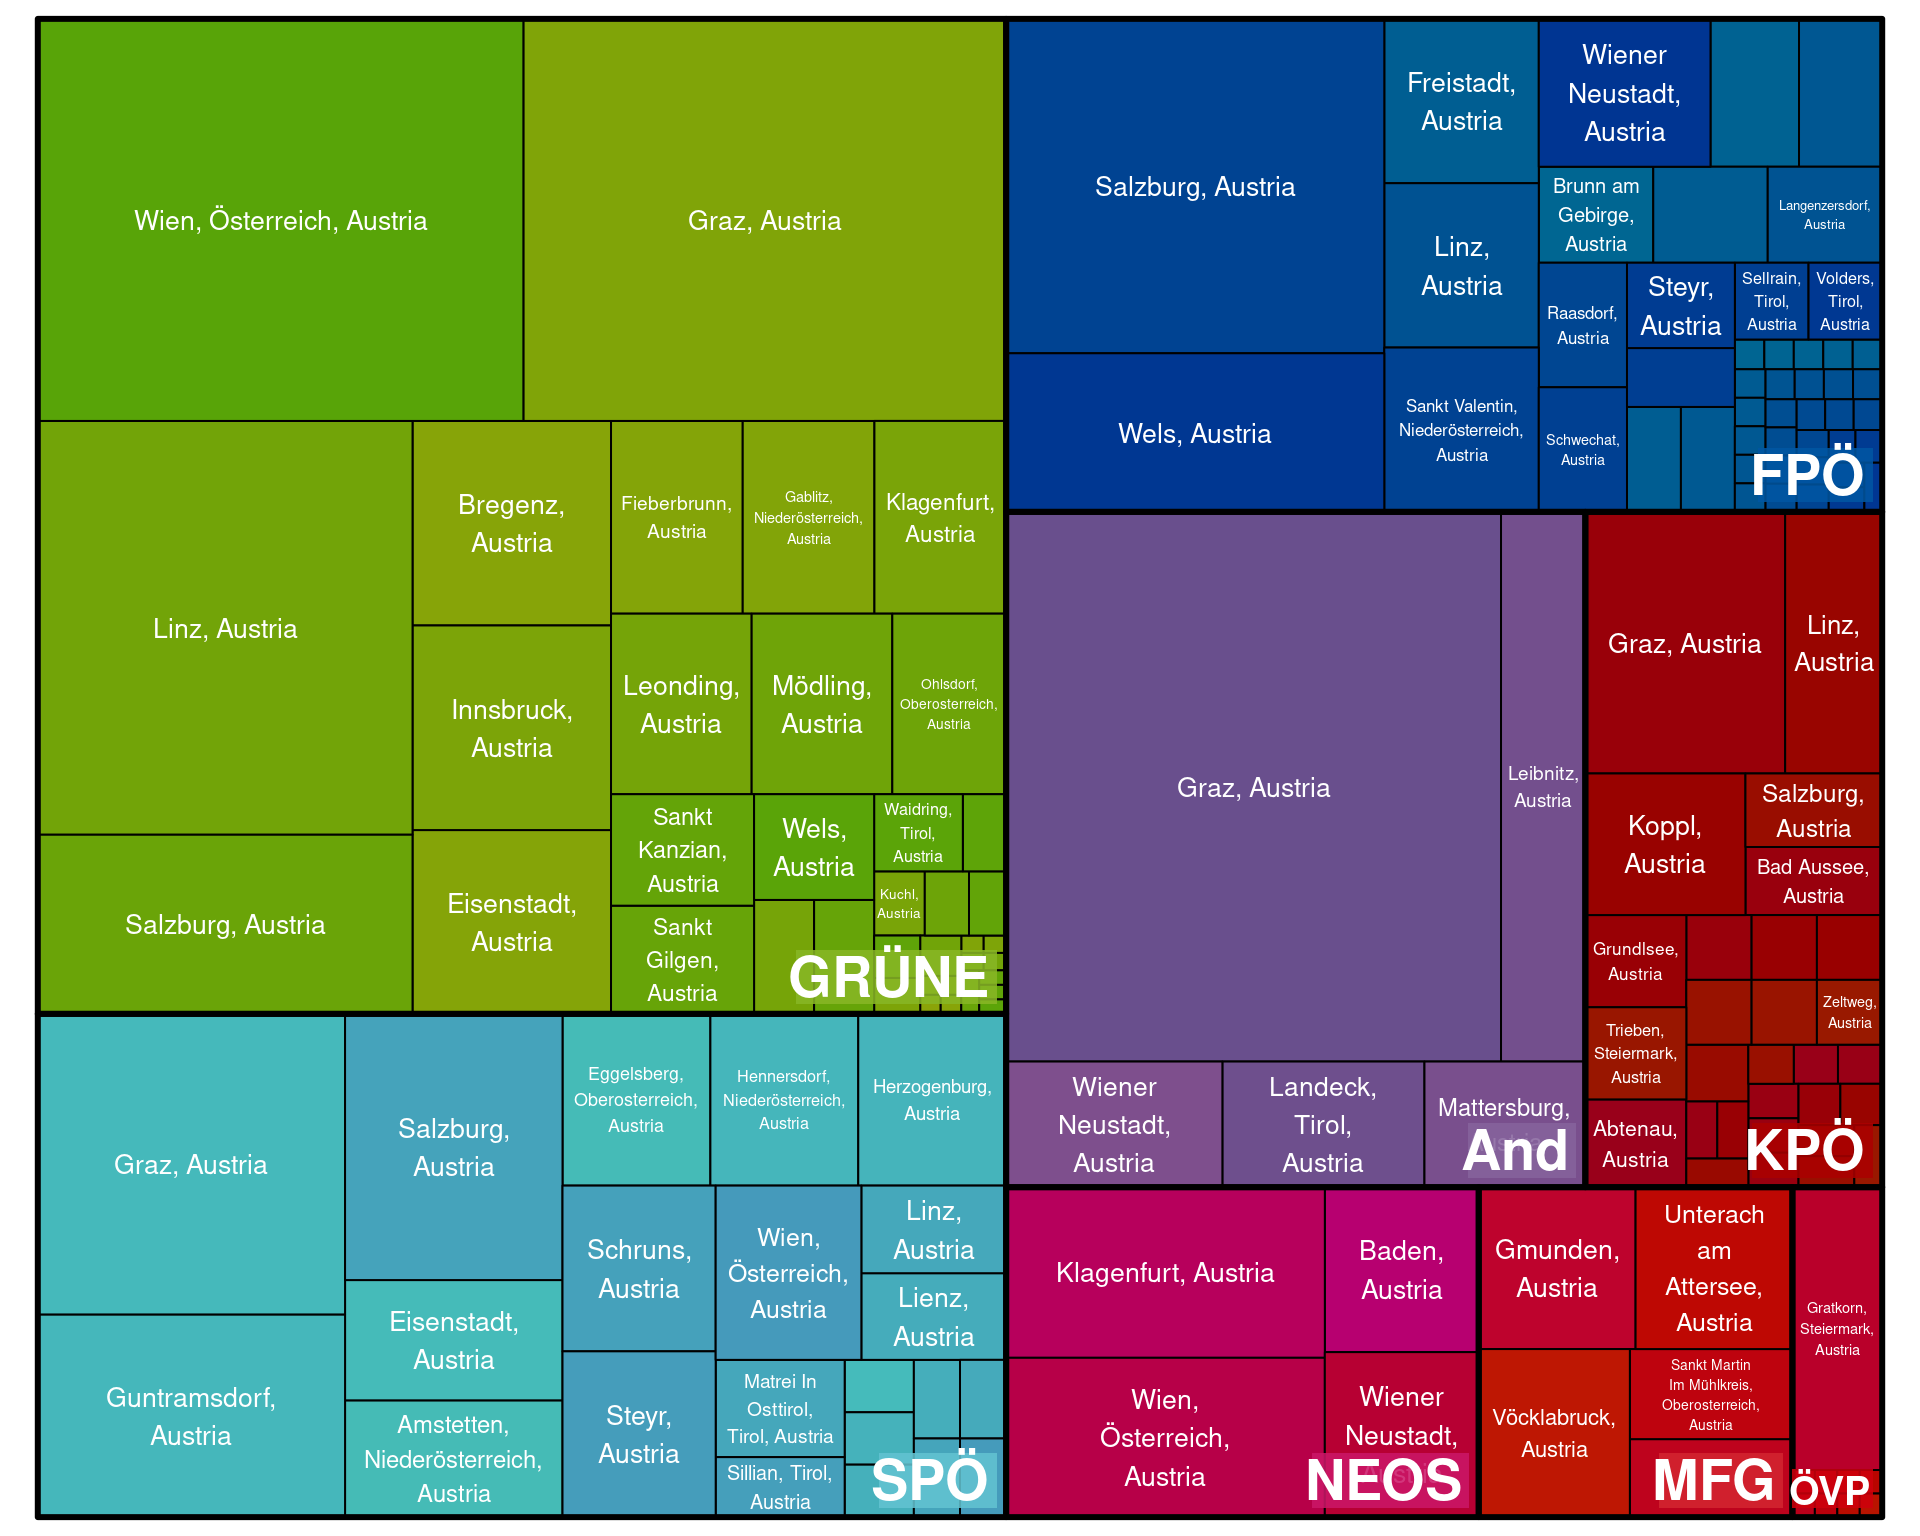 Wien, Österreich, Austria
Graz, Austria
Linz, Austria
Salzburg, Austria
Bregenz,
Austria
Innsbruck,
Austria
Eisenstadt,
Austria
Fieberbrunn,
Austria
Gablitz,
Niederösterreich,
Austria
Klagenfurt,
Austria
Leonding,
Austria
Mödling,
Austria
Ohlsdorf,
Oberosterreich,
Austria
Sankt
Kanzian,
Austria
Sankt
Gilgen,
Austria
Wels,
Austria
Waidring,
Tirol,
Austria
Kuchl,
Austria
GRÜNE
Salzburg, Austria
Wels, Austria
Freistadt,
Austria
Linz,
Austria
Sankt Valentin,
Niederösterreich,
Austria
Wiener
Neustadt,
Austria
Brunn am
Gebirge,
Austria
Langenzersdorf,
Austria
Raasdorf,
Austria
Schwechat,
Austria
Steyr,
Austria
Sellrain,
Tirol,
Austria
Volders,
Tirol,
Austria
FPÖ
Graz, Austria
Leibnitz,
Austria
Wiener
Neustadt,
Austria
Landeck,
Tirol,
Austria
Mattersburg,
Austria
And
Graz, Austria
Linz,
Austria
Koppl,
Austria
Salzburg,
Austria
Bad Aussee,
Austria
Grundlsee,
Austria
Trieben,
Steiermark,
Austria
Abtenau,
Austria
Zeltweg,
Austria
KPÖ
Graz, Austria
Guntramsdorf,
Austria
Salzburg,
Austria
Eisenstadt,
Austria
Amstetten,
Niederösterreich,
Austria
Eggelsberg,
Oberosterreich,
Austria
Hennersdorf,
Niederösterreich,
Austria
Herzogenburg,
Austria
Schruns,
Austria
Steyr,
Austria
Wien,
Österreich,
Austria
Linz,
Austria
Lienz,
Austria
Matrei In
Osttirol,
Tirol, Austria
Sillian, Tirol,
Austria
SPÖ
Klagenfurt, Austria
Wien,
Österreich,
Austria
Baden,
Austria
Wiener
Neustadt,
Austria
NEOS
Gmunden,
Austria
Unterach
am
Attersee,
Austria
Vöcklabruck,
Austria
Sankt Martin
Im Mühlkreis,
Oberosterreich,
Austria
MFG
Gratkorn,
Steiermark,
Austria
ÖVP